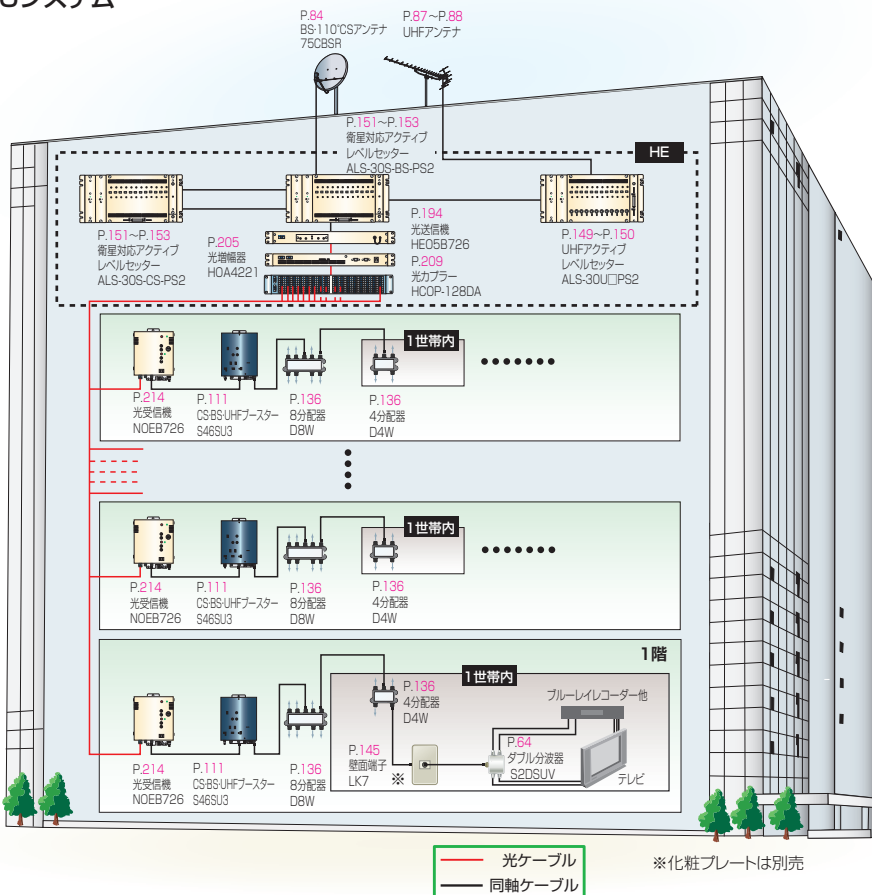 システム
P.84
BS・110°CSアンテナ
75CBSR
P.87～P.88
UHFアンテナ
HE
P.151～P.153
衛星対応アクティブ
レベルセッター
ALS-30S-BS-PS2
P.151～P.153
衛星対応アクティブ
レベルセッター
ALS-30S-CS-PS2
P.205
光増幅器
HOA4221
P.194
光送信機
HEO5B726
P.209
光カプラー
HCOP-128DA
P.149～P.150
UHFアクティブ
レベルセッター
ALS-30U□PS2
1世帯内
P.214
光受信機
NOEB726
P.111
CS・BS・UHFブースター
S46SU3
P.136
8分配器
D8W
P.136
4分配器
D4W
1世帯内
P.214
光受信機
NOEB726
P.111
CS・BS・UHFブースター
S46SU3
P.136
8分配器
D8W
P.136
4分配器
D4W
1階
1世帯内
P.214
光受信機
NOEB726
P.111
CS・BS・UHFブースター
S46SU3
P.136
8分配器
D8W
P.136
4分配器
D4W
P.145
壁面端子
LK7
※
P.64
ダブル分波器
S2DSUV
ブルーレイレコーダー他
テレビ
光ケーブル
同軸ケーブル
※化粧プレートは別売